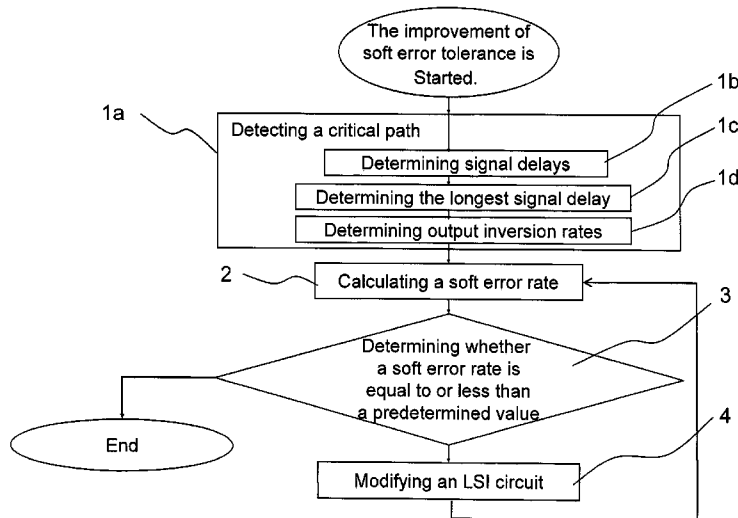 The improvement of
soft error tolerance is
Started.
1b
1a
1c
Detecting a critical path
Determining signal delays
1d
Determining the longest signal delay
Determining output inversion rates
2
Calculating a soft error rate
3
Determining whether
a soft error rate is
equal to or less than
a predetermined value
End
4
Modifying an LSI circuit